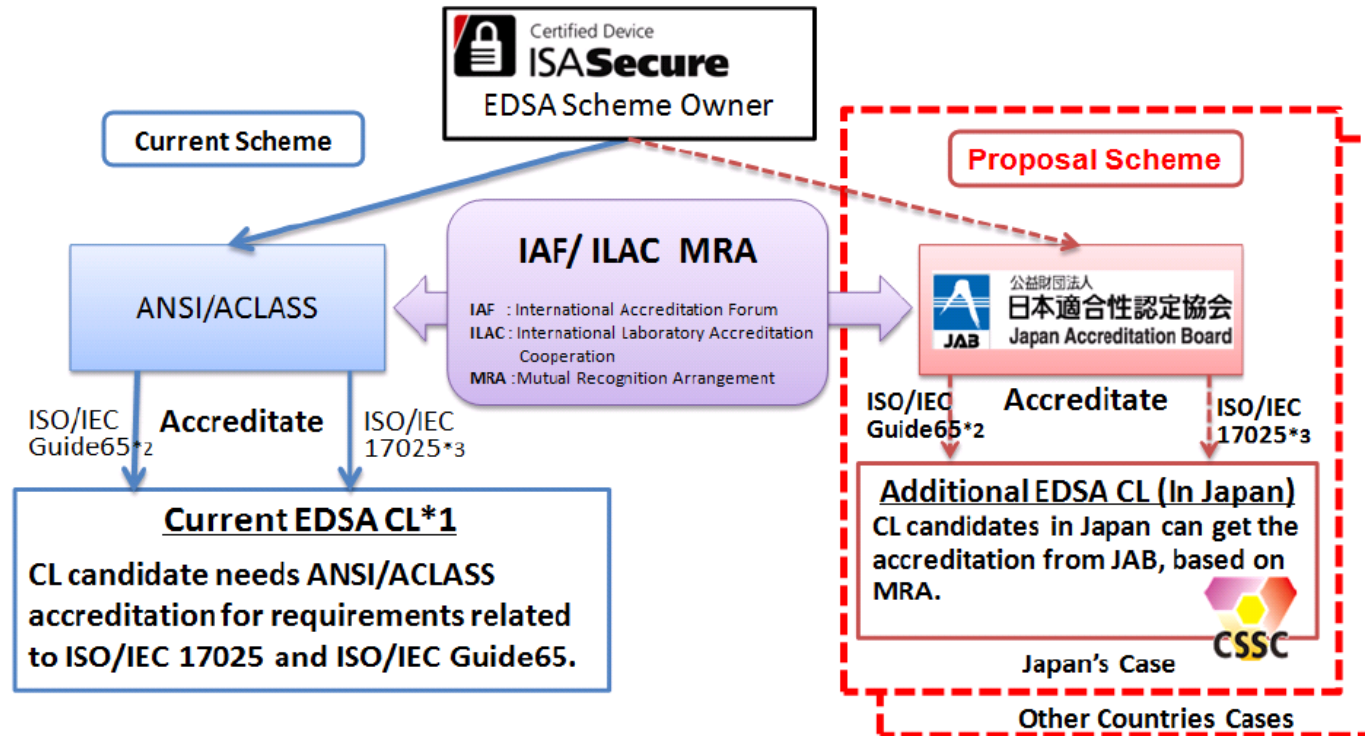 Certified Device
ISASecure
EDSA Scheme Owner
Current Scheme
Proposal Scheme
IAF/ ILAC MRA
IAF : International Accreditation Forum
ILAC : International Laboratory Accreditation
Cooperation
MRA : Mutual Recognition Arrangement
ANSI/ACLASS
公益財団法人
日本適合性認定協会
JAB
Japan Accreditation Board
ISO/IEC
Guide65*2
Accreditate
ISO/IEC
17025*3
ISO/IEC
Guide65*2
Accreditate
ISO/IEC
17025*3
Current EDSA CL*1
CL candidate needs ANSI/ACLASS
accreditation for requirements related
to ISO/IEC 17025 and ISO/IEC Guide65.
Additional EDSA CL (In Japan)
CL candidates in Japan can get the
accreditation from JAB, based on
MRA.
CSSC
Japan's Case
Other Countries Cases